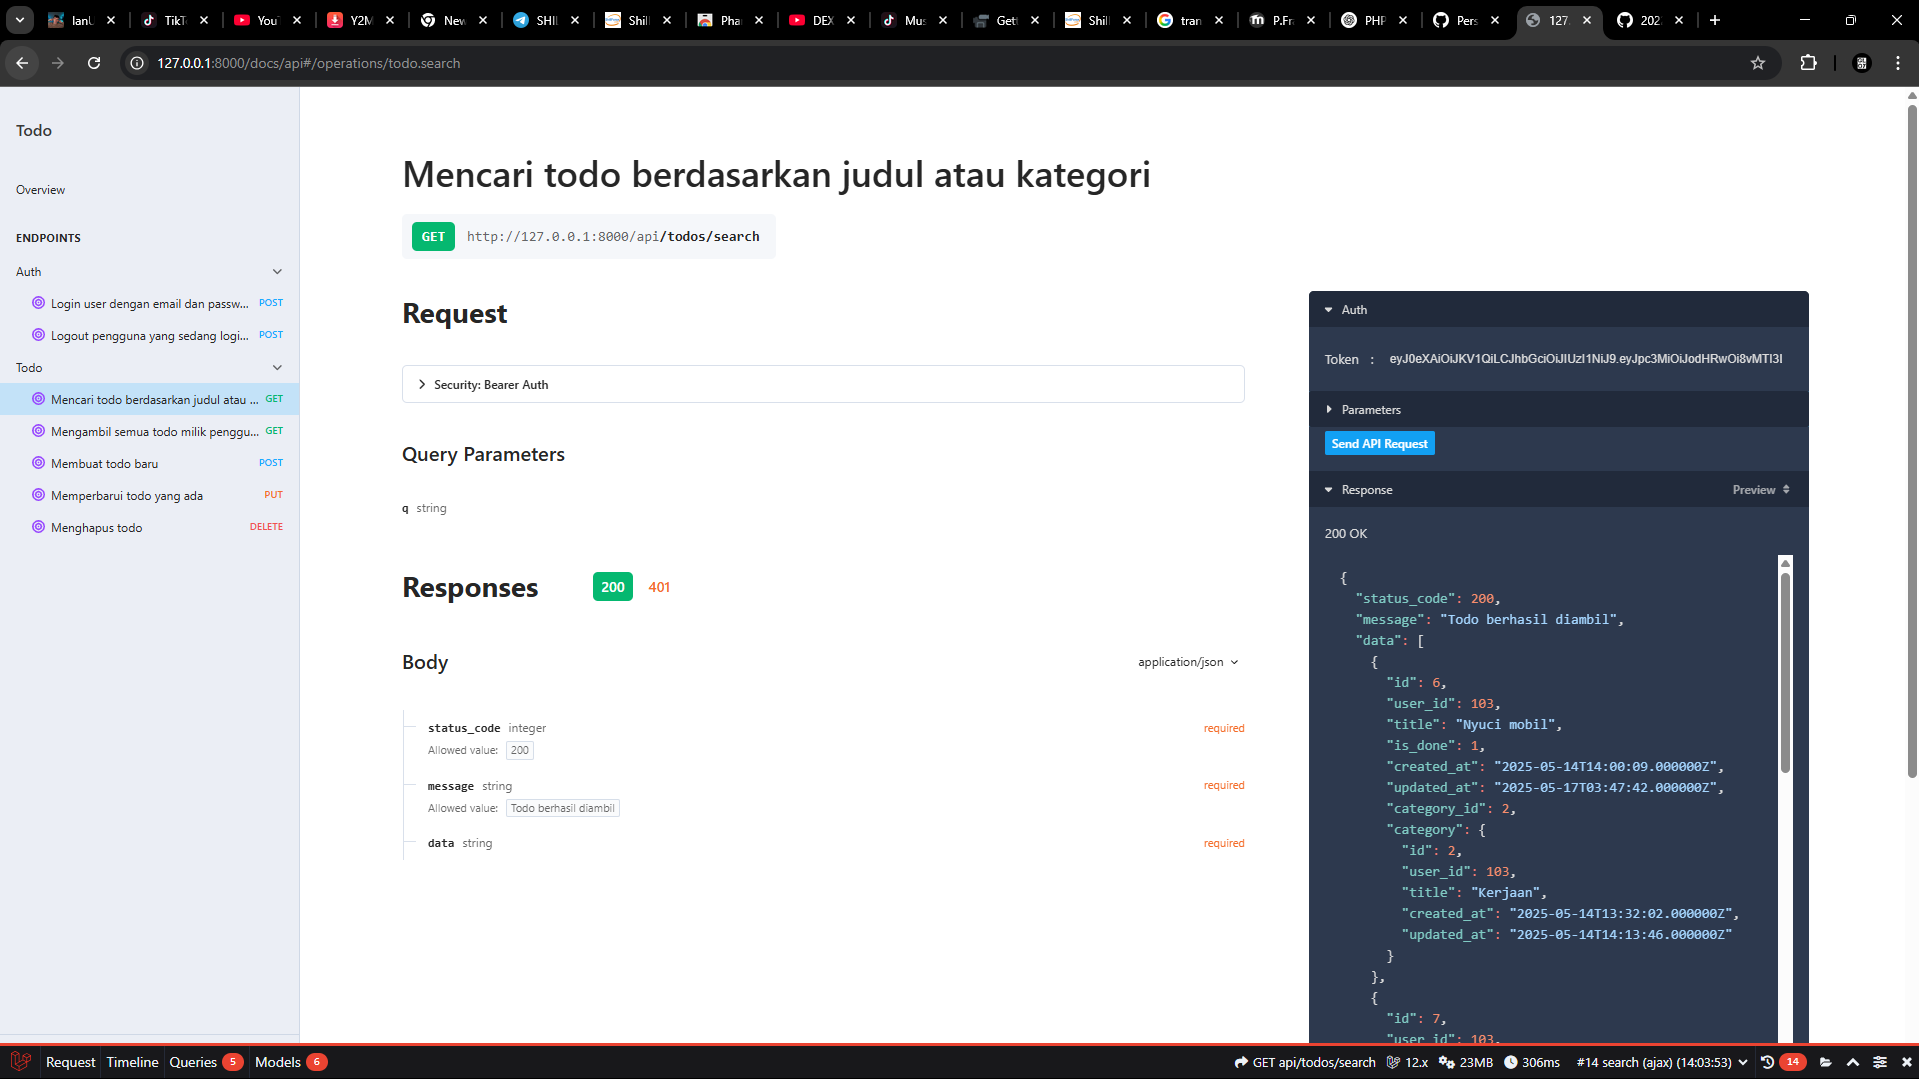 IanU
TikT
YouT
Y2M
New
SHIL
Shill
Pha
DEX
Mus
Gett
Shill
tran
P.Fra
PHP
Pers
127.
202
127.0.0.1:8000/docs/api#/operations/todo.search
Todo
Overview
ENDPOINTS
Auth
Login user dengan email dan passw... POST
Logout pengguna yang sedang logi... POST
Todo
Mencari todo berdasarkan judul atau ... GET
Mengambil semua todo milik penggu... GET
Membuat todo baru POST
Memperbarui todo yang ada PUT
Menghapus todo DELETE
Mencari todo berdasarkan judul atau kategori
GET http://127.0.0.1:8000/api/todos/search
Request
Security: Bearer Auth
Query Parameters
q string
Responses 200 401
Body application/json
status_code integer required
Allowed value: 200
message string required
Allowed value: Todo berhasil diambil
data string required
Auth
Token :
Parameters
Send API Request
Response Preview
200 OK
{
"status_code": 200,
"message": "Todo berhasil diambil",
"data": [
{
"id": 6,
"user_id": 103,
"title": "Nyuci mobil",
"is_done": 1,
"created_at": "2025-05-14T14:00:09.000000Z",
"updated_at": "2025-05-17T03:47:42.000000Z",
"category_id": 2,
"category": {
"id": 2,
"user_id": 103,
"title": "Kerjaan",
"created_at": "2025-05-14T13:32:02.000000Z",
"updated_at": "2025-05-14T14:13:46.000000Z"
}
},
{
"id": 7,
"user_id": 103,
Request Timeline Queries 5 Models 6 GET api/todos/search 12.x 23MB 306ms #14 search (ajax) (14:03:53) 14